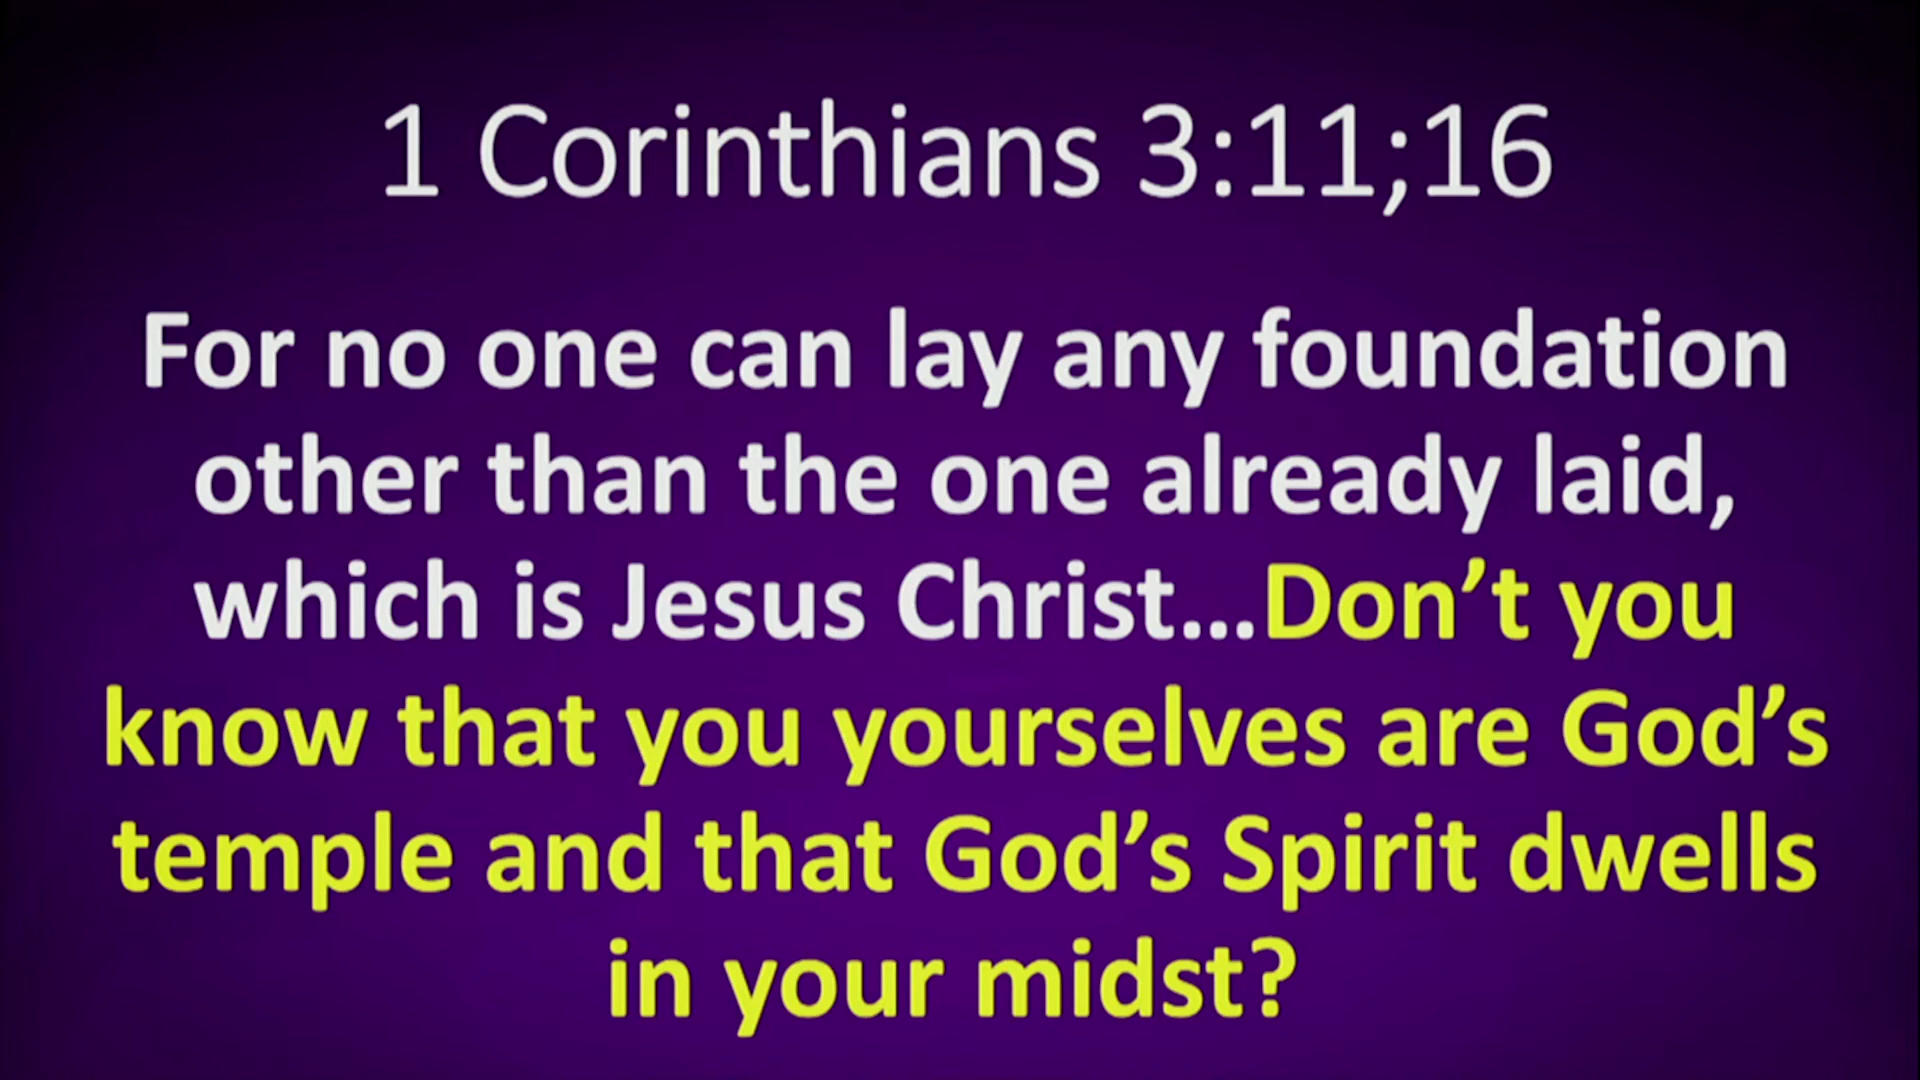 1 Corinthians 3:11;16
For no one can lay any foundation
other than the one already laid,
which is Jesus Christ...Don’t you
know that you yourselves are God’s
temple and that God’s Spirit dwells
in your midst?